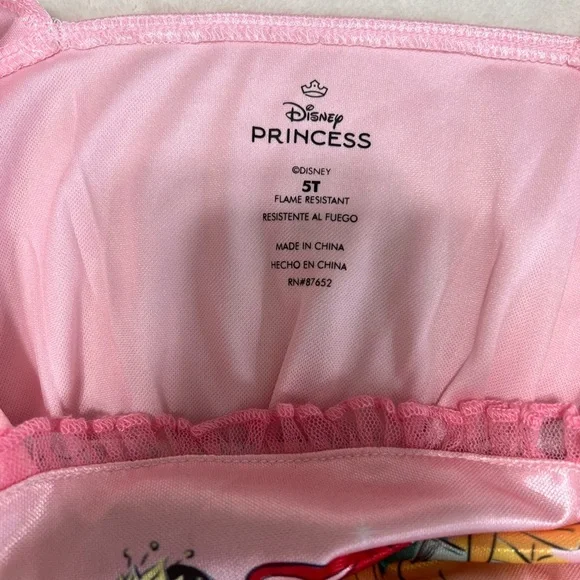 Disney
PRINCESS
©DISNEY
5T
FLAME RESISTANT
RESISTENTE AL FUEGO
MADE IN CHINA
HECHO EN CHINA
RN#87652